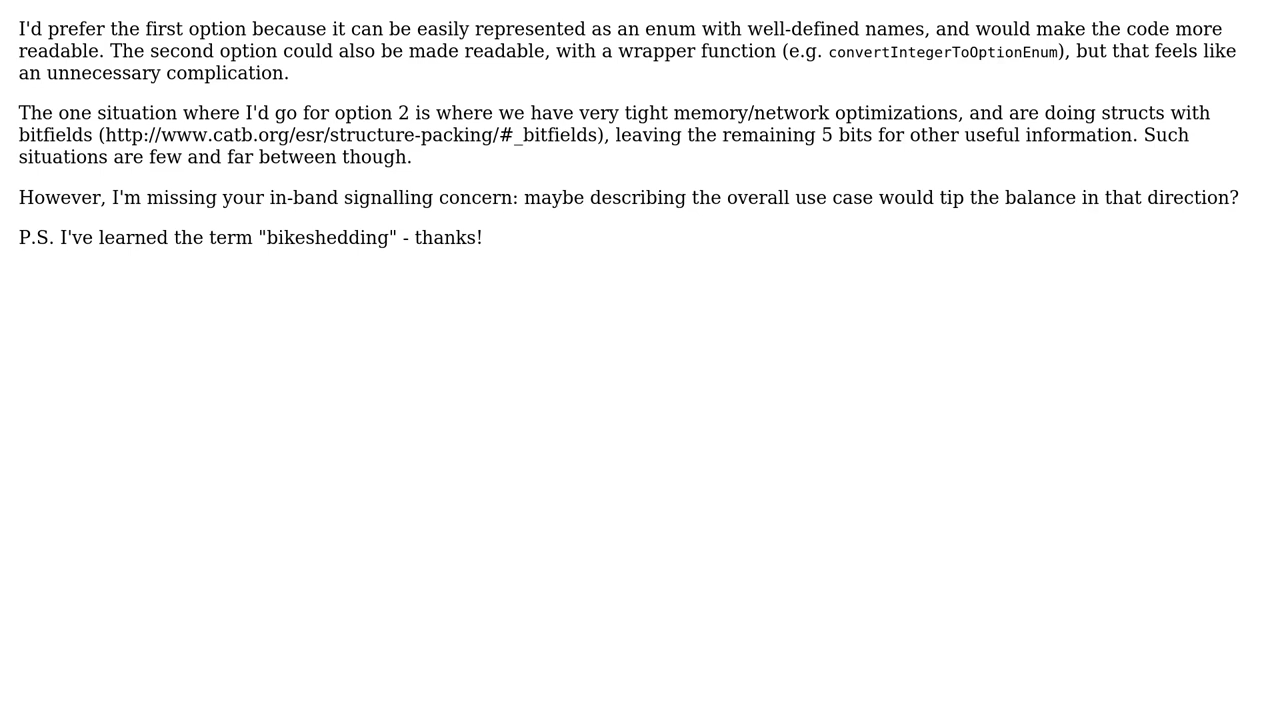 I'd prefer the first option because it can be easily represented as an enum with well-defined names, and would make the code more
readable. The second option could also be made readable, with a wrapper function (e.g. convertIntegerToOptionEnum), but that feels like
an unnecessary complication.
The one situation where I'd go for option 2 is where we have very tight memory/network optimizations, and are doing structs with
bitfields (http://www.catb.org/esr/structure-packing/#_bitfields), leaving the remaining 5 bits for other useful information. Such
situations are few and far between though.
However, I'm missing your in-band signalling concern: maybe describing the overall use case would tip the balance in that direction?
P.S. I've learned the term "bikeshedding" - thanks!